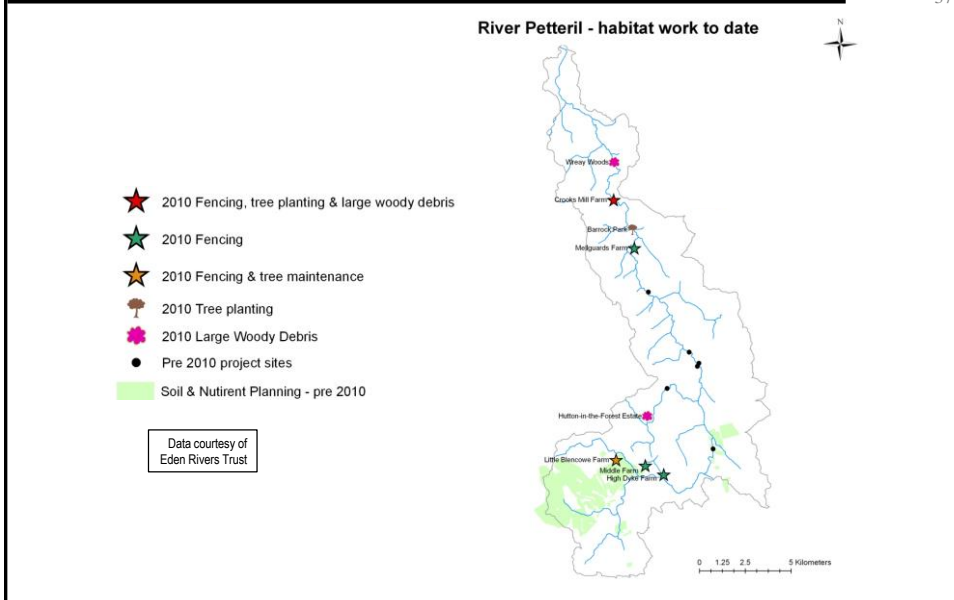 37
River Petteril - habitat work to date
N
Wreay Woods
Crooks Mill Farm
Barrock Park
Mellguards Farm
2010 Fencing, tree planting & large woody debris
2010 Fencing
2010 Fencing & tree maintenance
2010 Tree planting
2010 Large Woody Debris
Pre 2010 project sites
Soil & Nutirent Planning - pre 2010
Data courtesy of
Eden Rivers Trust
Hutton-in-the-Forest Estate
Little Blencowe Farm
Middle Farm
High Dyke Farm
0 1.25 2.5 5 Kilometers